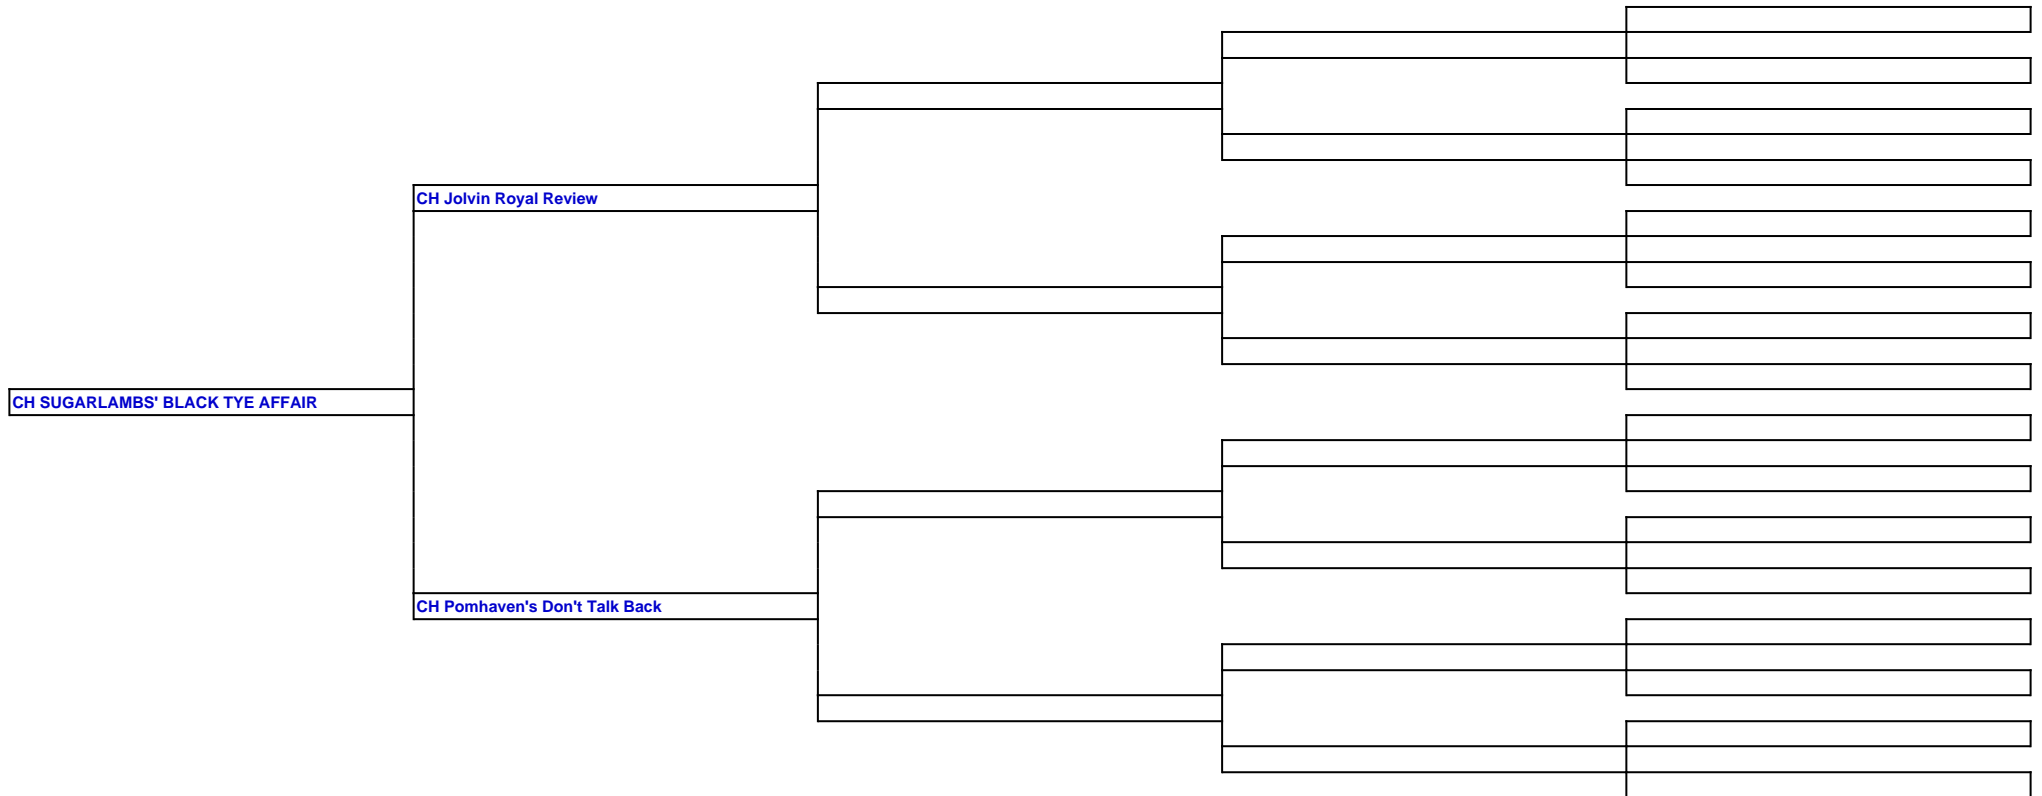 CH Jolvin Royal Review
CH SUGARLAMBS' BLACK TYE AFFAIR
CH Pomhaven's Don't Talk Back